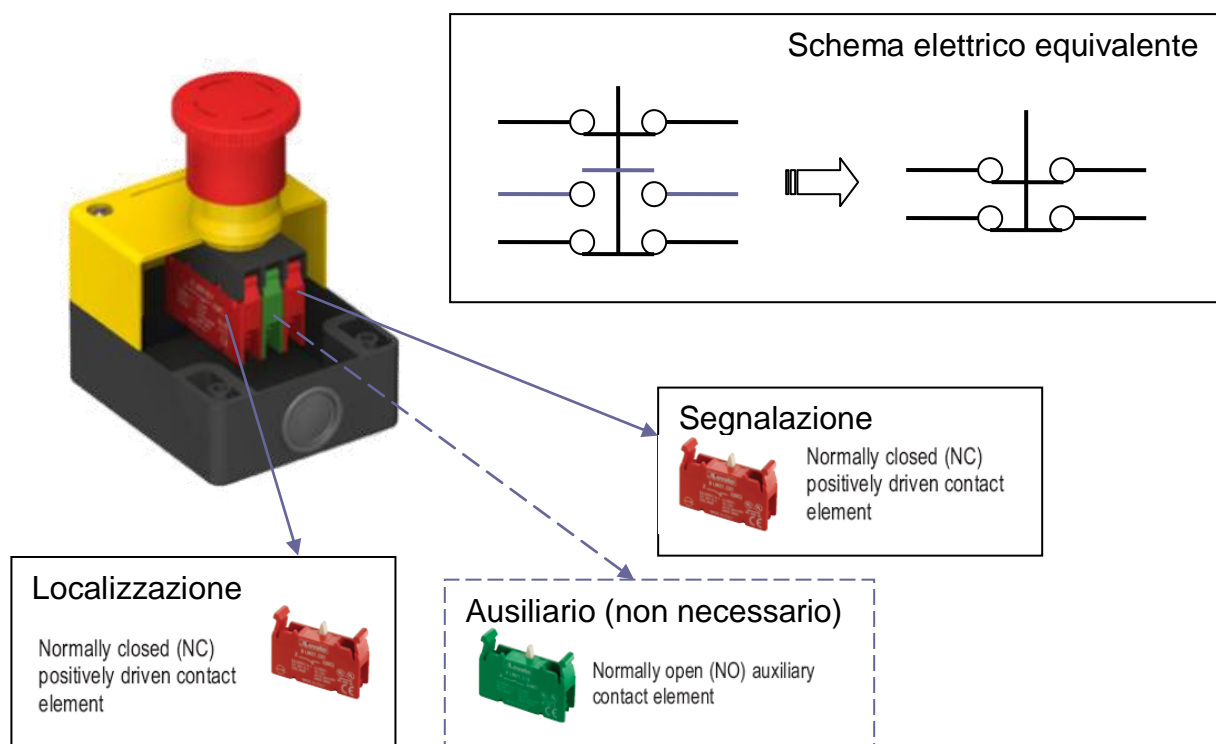 Schema elettrico equivalente
Segnalazione
Normally closed (NC)
positively driven contact
element
Localizzazione
Normally closed (NC)
positively driven contact
element
Ausiliario (non necessario)
Normally open (NO) auxiliary
contact element